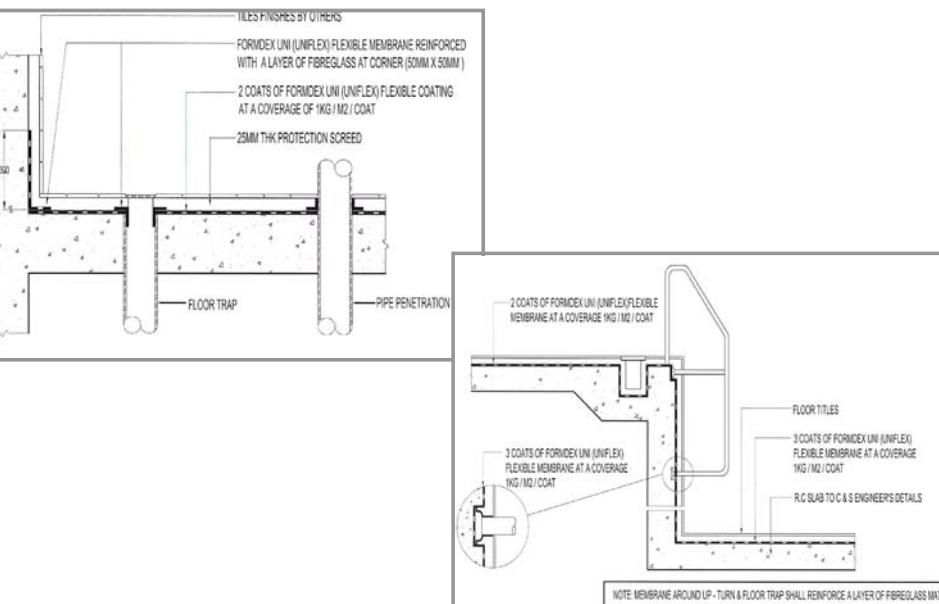 TILES FINISHES BY OTHERS
FORMDEX UNI (UNIFLEX) FLEXIBLE MEMBRANE REINFORCED
WITH A LAYER OF FIBREGLASS AT CORNER (50MM X 50MM )
2 COATS OF FORMDEX UNI (UNIFLEX) FLEXIBLE COATING
AT A COVERAGE OF 1KG / M2 / COAT
25MM THK PROTECTION SCREED
300
FLOOR TRAP
PIPE PENETRATION
2 COATS OF FORMDEX UNI (UNIFLEX)FLEXIBLE
MEMBRANE AT A COVERAGE 1KG / M2 / COAT
FLOOR TITLES
3 COATS OF FORMDEX UNI (UNIFLEX)
FLEXIBLE MEMBRANE AT A COVERAGE
1KG / M2 / COAT
3 COATS OF FORMDEX UNI (UNIFLEX)
FLEXIBLE MEMBRANE AT A COVERAGE
1KG / M2 / COAT
R.C SLAB TO C & S ENGINEER'S DETAILS
NOTE: MEMBRANE AROUND UP - TURN & FLOOR TRAP SHALL REINFORCE A LAYER OF FIBREGLASS MAT